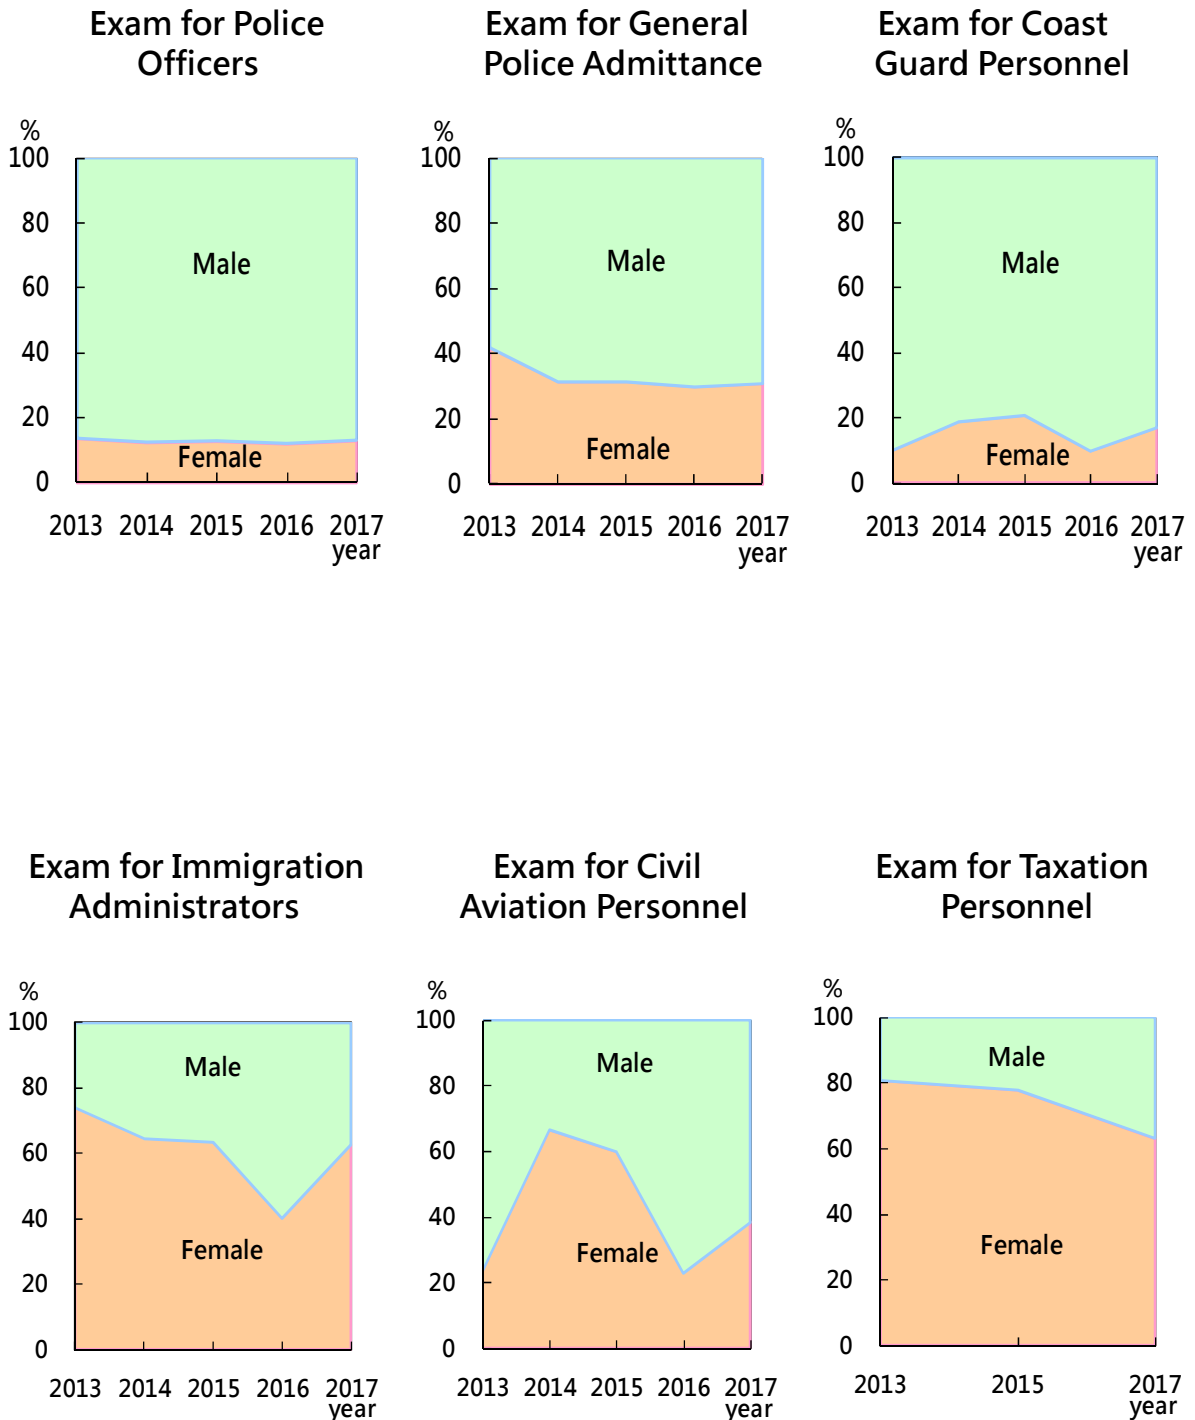 Exam for Police
Officers
%
100
80
60
40
20
0
Male
Female
2013 2014 2015 2016 2017
year
Exam for General
Police Admittance
%
100
80
60
40
20
0
Male
Female
2013 2014 2015 2016 2017
year
Exam for Coast
Guard Personnel
%
100
80
60
40
20
0
Male
Female
2013 2014 2015 2016 2017
year
Exam for Immigration
Administrators
%
100
80
60
40
20
0
Male
Female
2013 2014 2015 2016 2017
year
Exam for Civil
Aviation Personnel
%
100
80
60
40
20
0
Male
Female
2013 2014 2015 2016 2017
year
Exam for Taxation
Personnel
%
100
80
60
40
20
0
Male
Female
2013 2015 2017
year